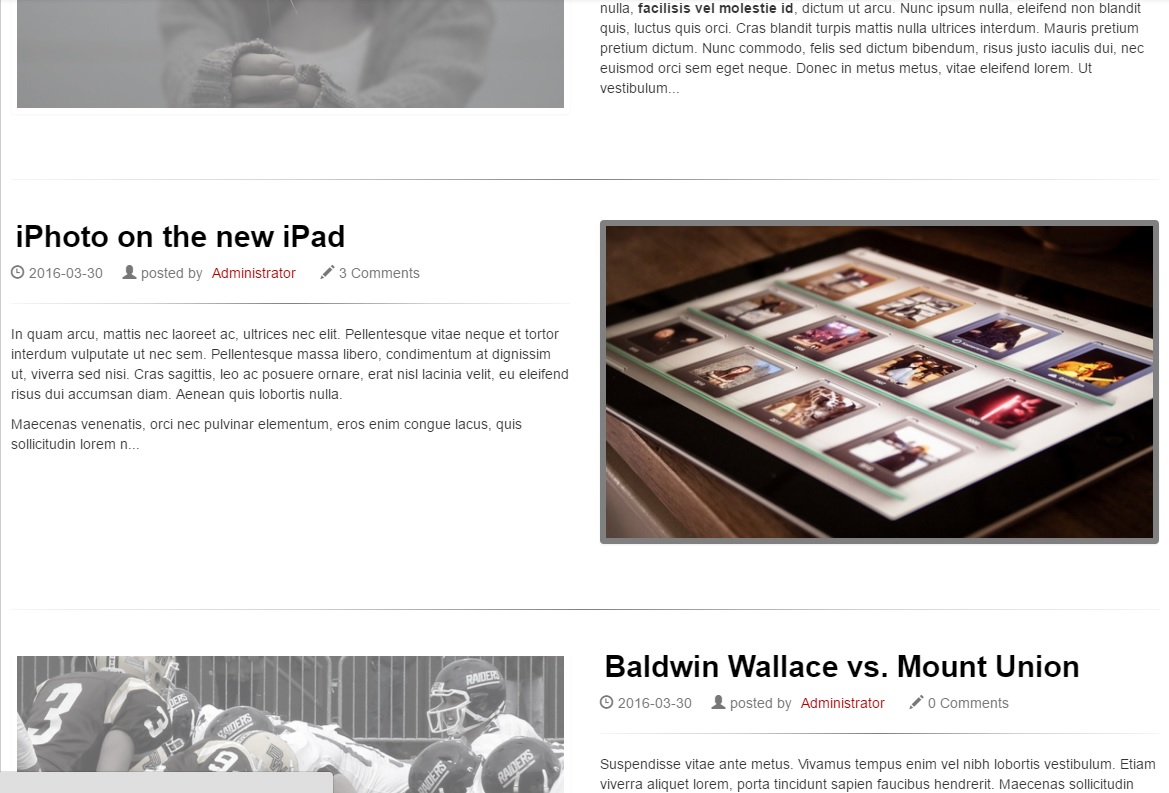 nulla, facilisis vel molestie id, dictum ut arcu. Nunc ipsum nulla, eleifend non blandit
quis, luctus quis orci. Cras blandit turpis mattis nulla ultrices interdum. Mauris pretium
pretium dictum. Nunc commodo, felis sed dictum bibendum, risus justo iaculis dui, nec
euismod orci sem eget neque. Donec in metus metus, vitae eleifend lorem. Ut
vestibulum...
iPhoto on the new iPad
2016-03-30 posted by Administrator 3 Comments
In quam arcu, mattis nec laoreet ac, ultrices nec elit. Pellentesque vitae neque et tortor
interdum vulputate ut nec sem. Pellentesque massa libero, condimentum at dignissim
ut, viverra sed nisi. Cras sagittis, leo ac posuere ornare, erat nisl lacinia velit, eu eleifend
risus dui accumsan diam. Aenean quis lobortis nulla.
Maecenas venenatis, orci nec pulvinar elementum, eros enim congue lacus, quis
sollicitudin lorem n...
3
3
RAIDERS
RAIDERS
RAIDERS
9
RAIDERS
RAIDERS
Baldwin Wallace vs. Mount Union
2016-03-30 posted by Administrator 0 Comments
Suspendisse vitae ante metus. Vivamus tempus enim vel nibh lobortis vestibulum. Etiam
viverra aliquet lorem, porta tincidunt sapien faucibus hendrerit. Maecenas sollicitudin